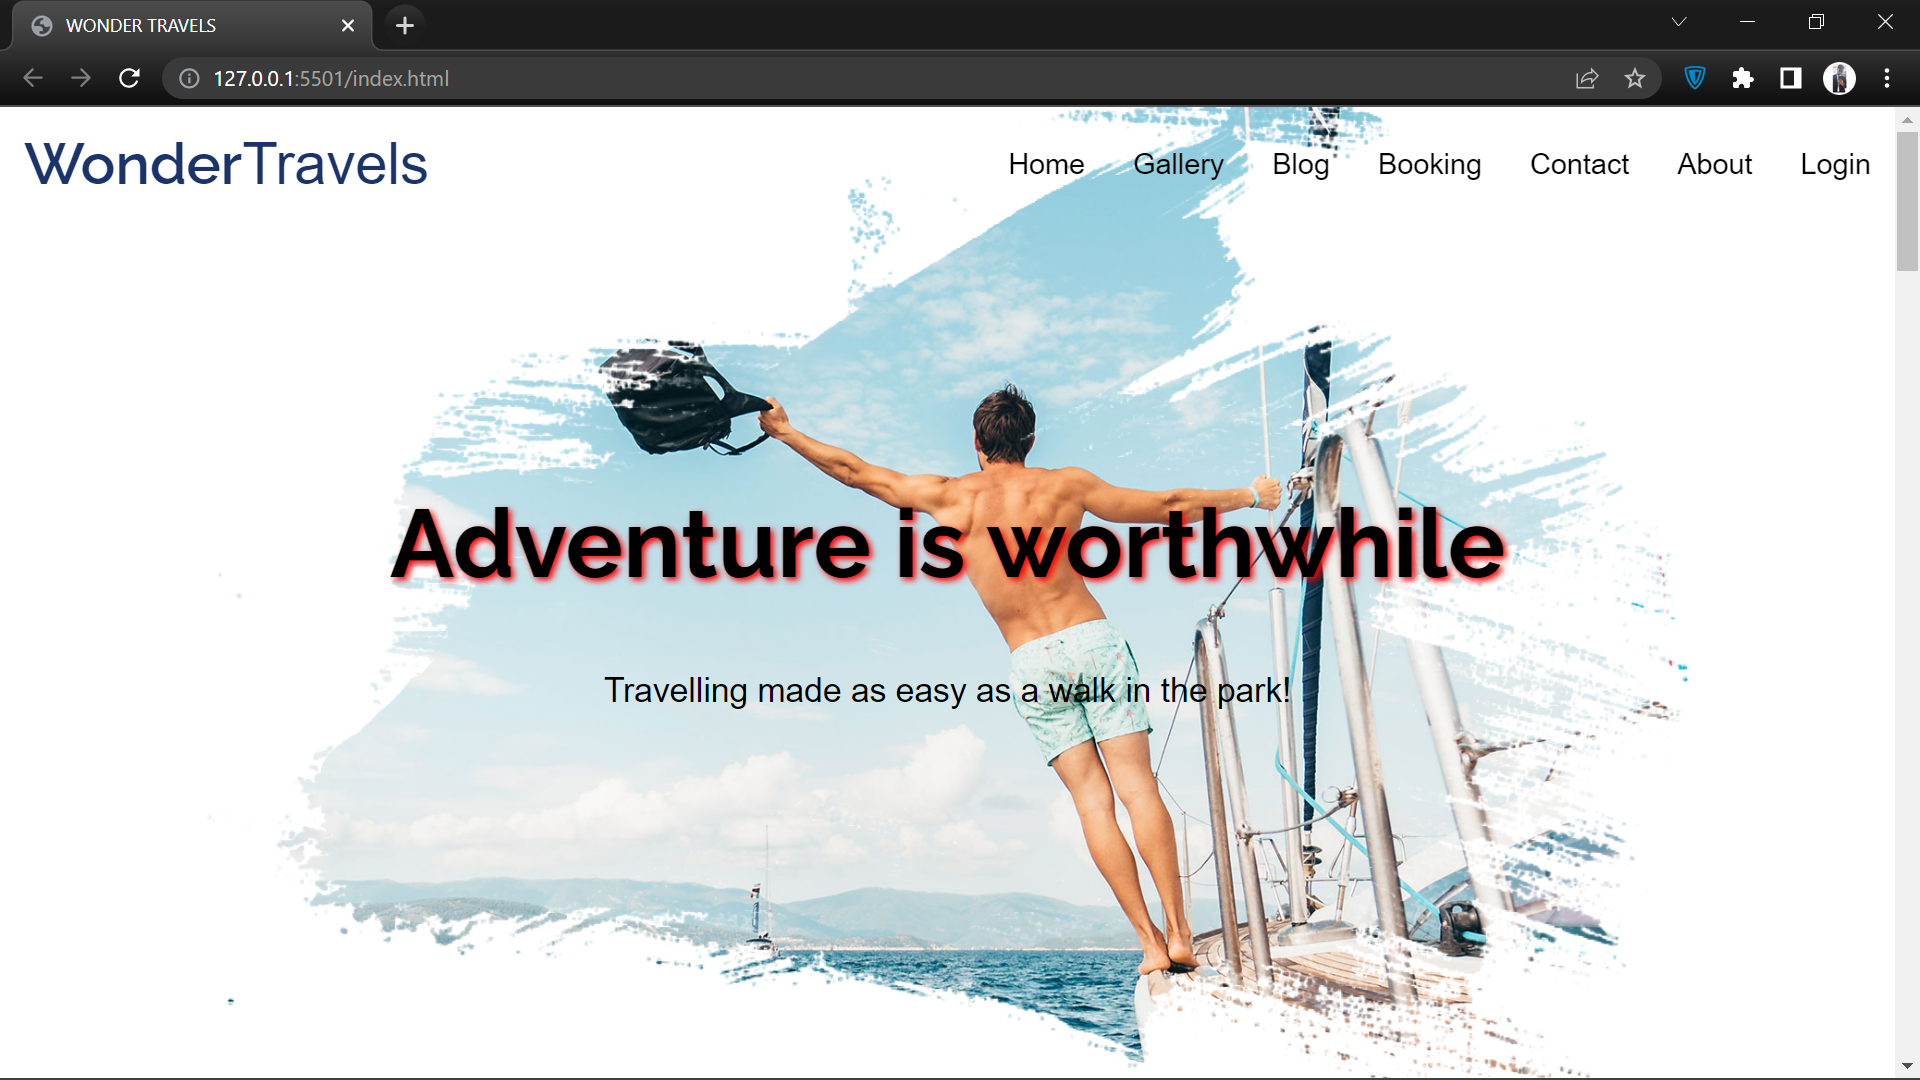 WONDER TRAVELS
127.0.0.1:5501/index.html
WonderTravels
Home Gallery Blog Booking Contact About Login
Adventure is worthwhile
Travelling made as easy as a walk in the park!